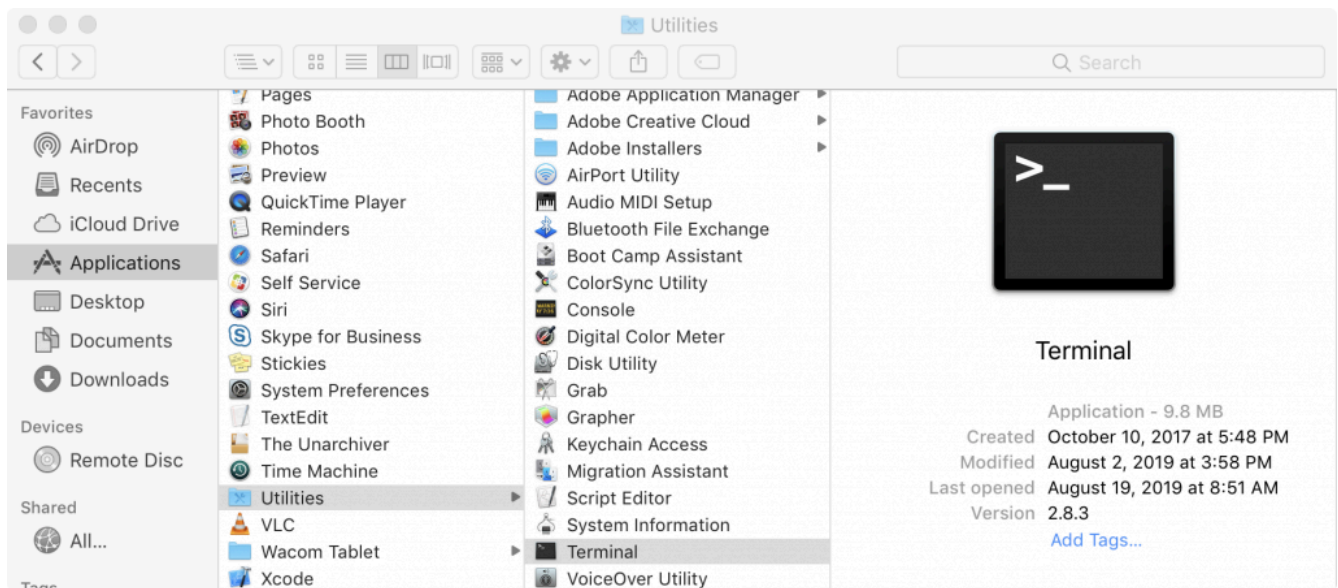 Utilities
Search
Favorites
AirDrop
Recents
iCloud Drive
Applications
Desktop
Documents
Downloads
Devices
Remote Disc
Shared
All...
Tags
Pages
Photo Booth
Photos
Preview
QuickTime Player
Reminders
Safari
Self Service
Siri
Skype for Business
Stickies
System Preferences
TextEdit
The Unarchiver
Time Machine
Utilities
VLC
Wacom Tablet
Xcode
Adobe Application Manager
Adobe Creative Cloud
Adobe Installers
AirPort Utility
Audio MIDI Setup
Bluetooth File Exchange
Boot Camp Assistant
ColorSync Utility
Console
Digital Color Meter
Disk Utility
Grab
Grapher
Keychain Access
Migration Assistant
Script Editor
System Information
Terminal
VoiceOver Utility
>_
Terminal
Application - 9.8 MB
Created October 10, 2017 at 5:48 PM
Modified August 2, 2019 at 3:58 PM
Last opened August 19, 2019 at 8:51 AM
Version 2.8.3
Add Tags...